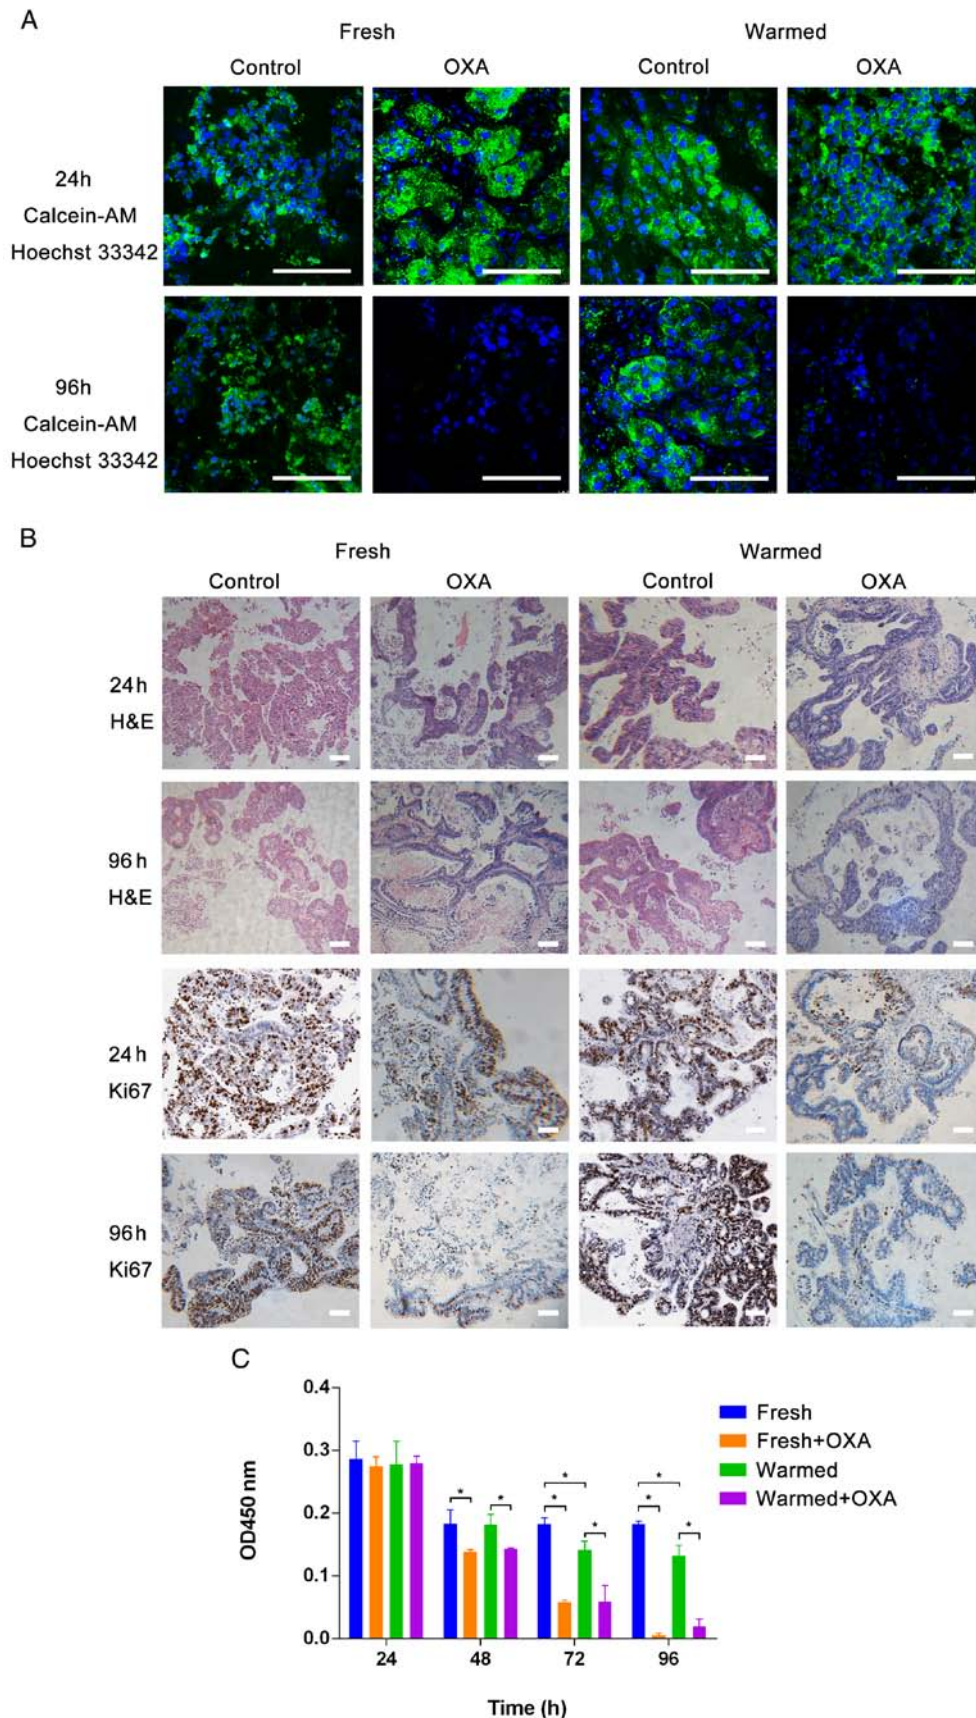 A
Fresh
Warmed
Control
OXA
Control
OXA
24h
Calcein-AM
Hoechst 33342
96h
Calcein-AM
Hoechst 33342
B
Fresh
Warmed
Control
OXA
Control
OXA
24h
H&E
96h
H&E
24h
Ki67
96h
Ki67
C
0.4
0.3
0.2
0.1
0.0
OD450 nm
* * * * * * * *
24 48 72 96
Time (h)
Fresh
Fresh+OXA
Warmed
Warmed+OXA